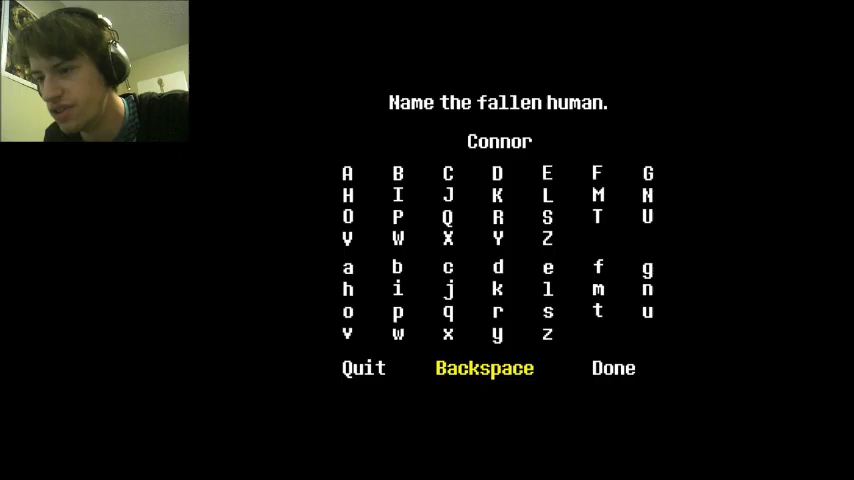 Name the fallen human.
Connor
A B C D E F G
H I J K L M N
O P Q R S T U
V W X Y Z
a b c d e f g
h i j k l m n
o p q r s t u
v w x y z
Quit Backspace Done